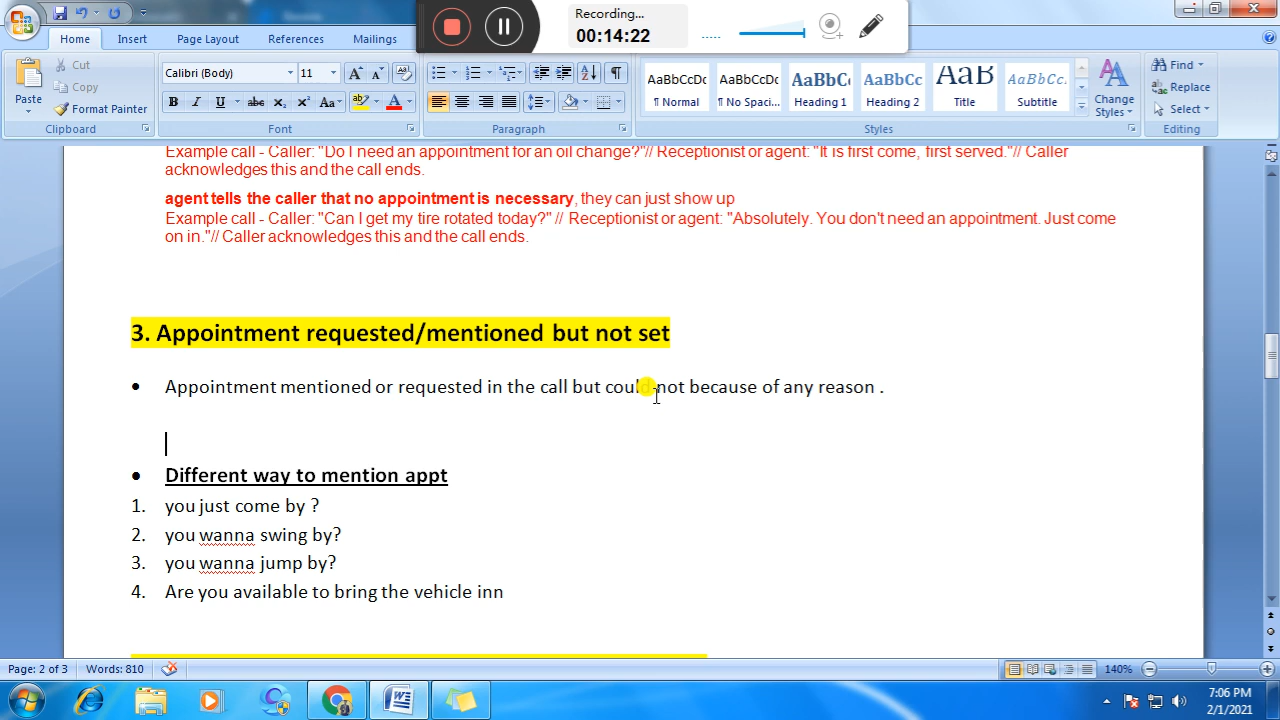 Recording...
00:14:22
Home
Insert
Page Layout
References
Mailings
Cut
Copy
Format Painter
Paste
Clipboard
Calibri (Body)
11
Font
Paragraph
AaBbCcDc
¶ Normal
AaBbCcDc
¶ No Spaci...
AaBbC
Heading 1
AaBbCc
Heading 2
AaB
Title
AaBbCc.
Subtitle
Styles
Change
Styles
Find
Replace
Select
Editing
Example call - Caller: "Do I need an appointment for an oil change?"// Receptionist or agent: "It is first come, first served."// Caller
acknowledges this and the call ends.
agent tells the caller that no appointment is necessary, they can just show up
Example call - Caller: "Can I get my tire rotated today?" // Receptionist or agent: "Absolutely. You don't need an appointment. Just come
on in."// Caller acknowledges this and the call ends.
3. Appointment requested/mentioned but not set
• Appointment mentioned or requested in the call but could not because of any reason .
• Different way to mention appt
1. you just come by ?
2. you wanna swing by?
3. you wanna jump by?
4. Are you available to bring the vehicle inn
Page: 2 of 3
Words: 810
140%
7:06 PM
2/1/2021